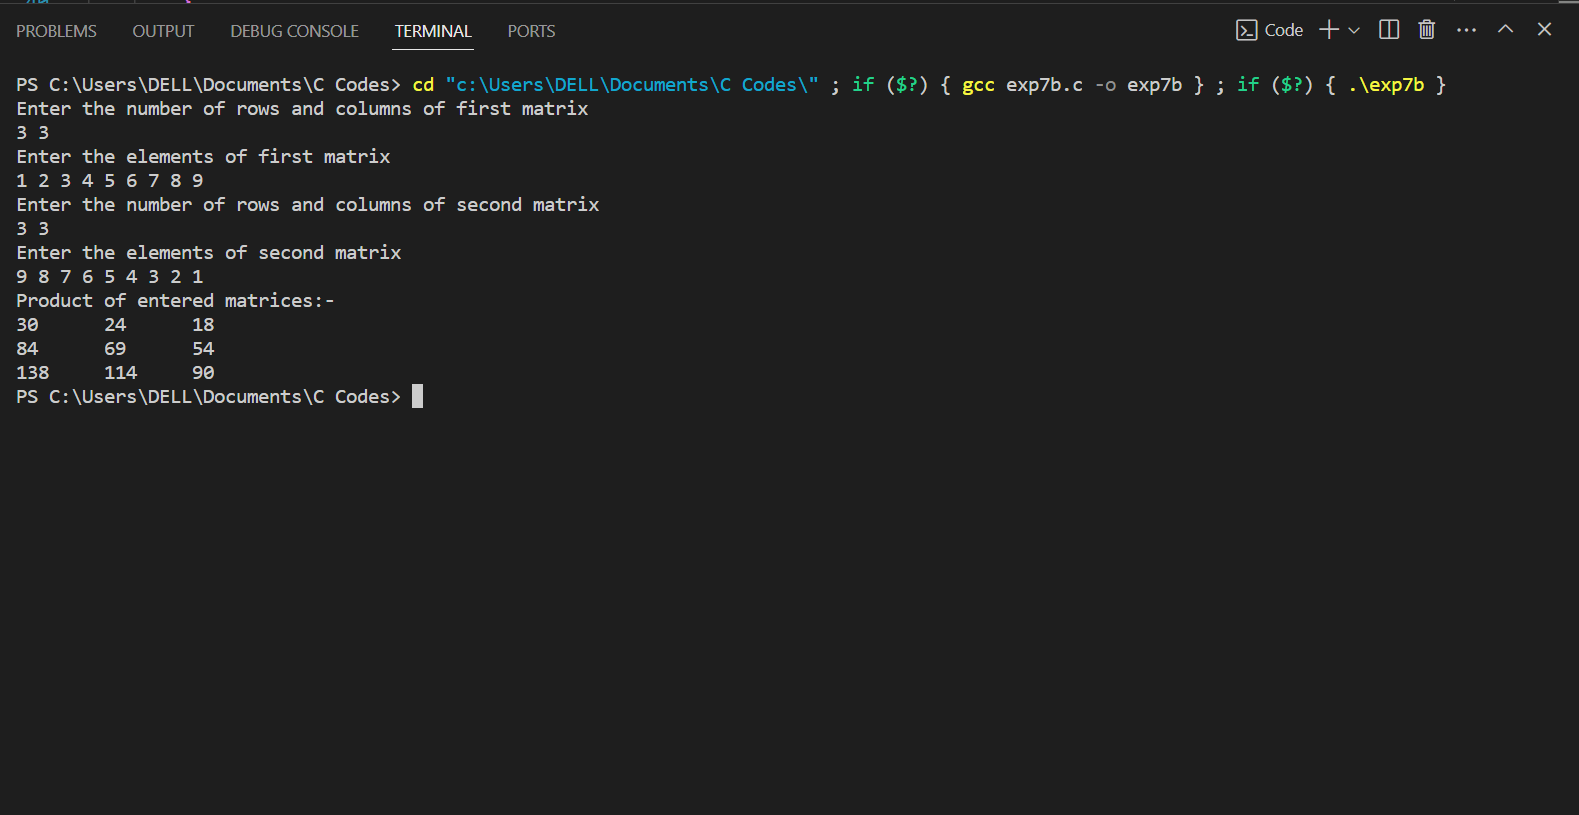 PROBLEMS OUTPUT DEBUG CONSOLE TERMINAL PORTS Code
PS C:\Users\DELL\Documents\C Codes> cd "c:\Users\DELL\Documents\C Codes\" ; if ($?) { gcc exp7b.c -o exp7b } ; if ($?) { .\exp7b }
Enter the number of rows and columns of first matrix
3 3
Enter the elements of first matrix
1 2 3 4 5 6 7 8 9
Enter the number of rows and columns of second matrix
3 3
Enter the elements of second matrix
9 8 7 6 5 4 3 2 1
Product of entered matrices:-
30 24 18
84 69 54
138 114 90
PS C:\Users\DELL\Documents\C Codes>